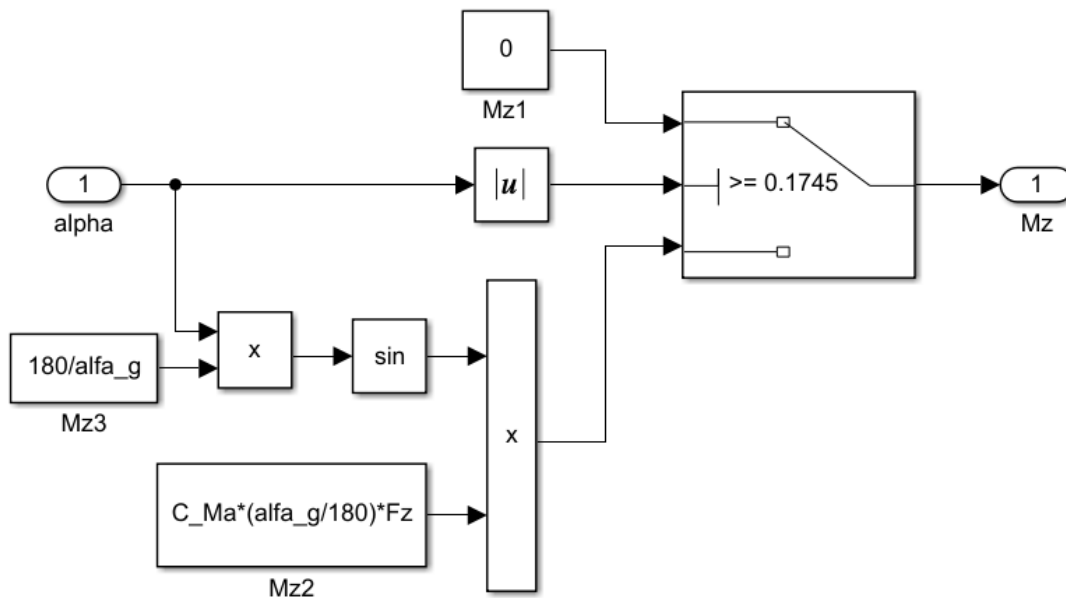 0
Mz1
1
alpha
|u|
>= 0.1745
1
Mz
180/alfa_g
Mz3
x
sin
x
C_Ma*(alfa_g/180)*Fz
Mz2